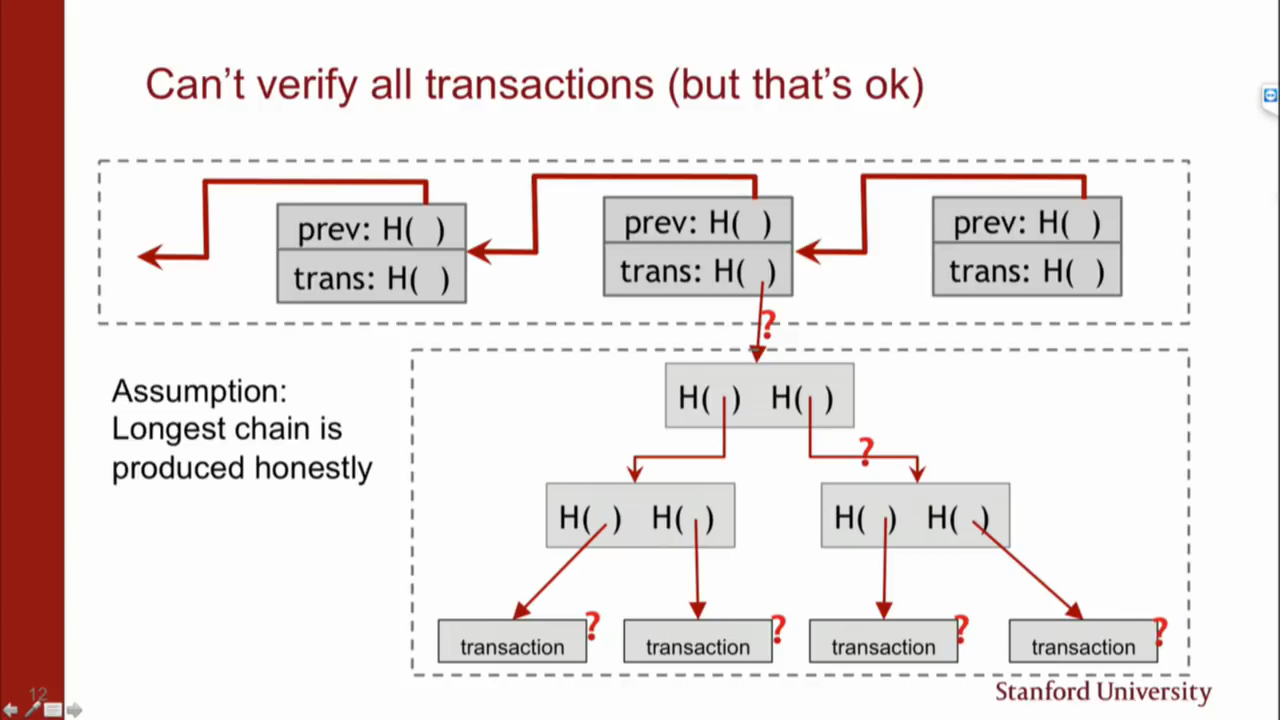 Can't verify all transactions (but that's ok)
prev: H( )
trans: H( )
prev: H( )
trans: H( )
prev: H( )
trans: H( )
?
Assumption:
Longest chain is
produced honestly
H( ) H( )
?
H( ) H( )
H( ) H( )
transaction ?
transaction ?
transaction ?
transaction ?
12
Stanford University